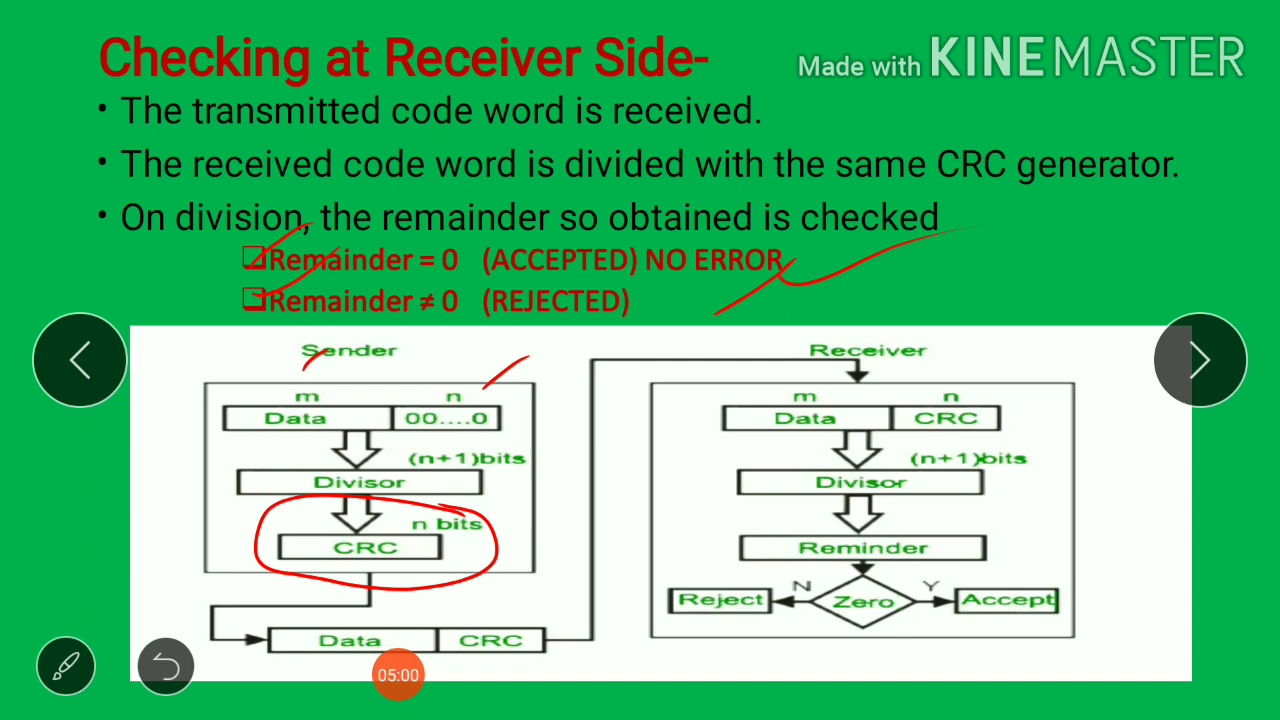 Checking at Receiver Side-
Made with KINEMASTER
• The transmitted code word is received.
• The received code word is divided with the same CRC generator.
• On division, the remainder so obtained is checked
❑Remainder = 0 (ACCEPTED) NO ERROR
❑Remainder ≠ 0 (REJECTED)
Sender
m n
Data 00....0
(n+1)bits
Divisor
n bits
CRC
Data CRC
Receiver
m n
Data CRC
(n+1)bits
Divisor
Reminder
N Y
Reject Zero Accept
05:00